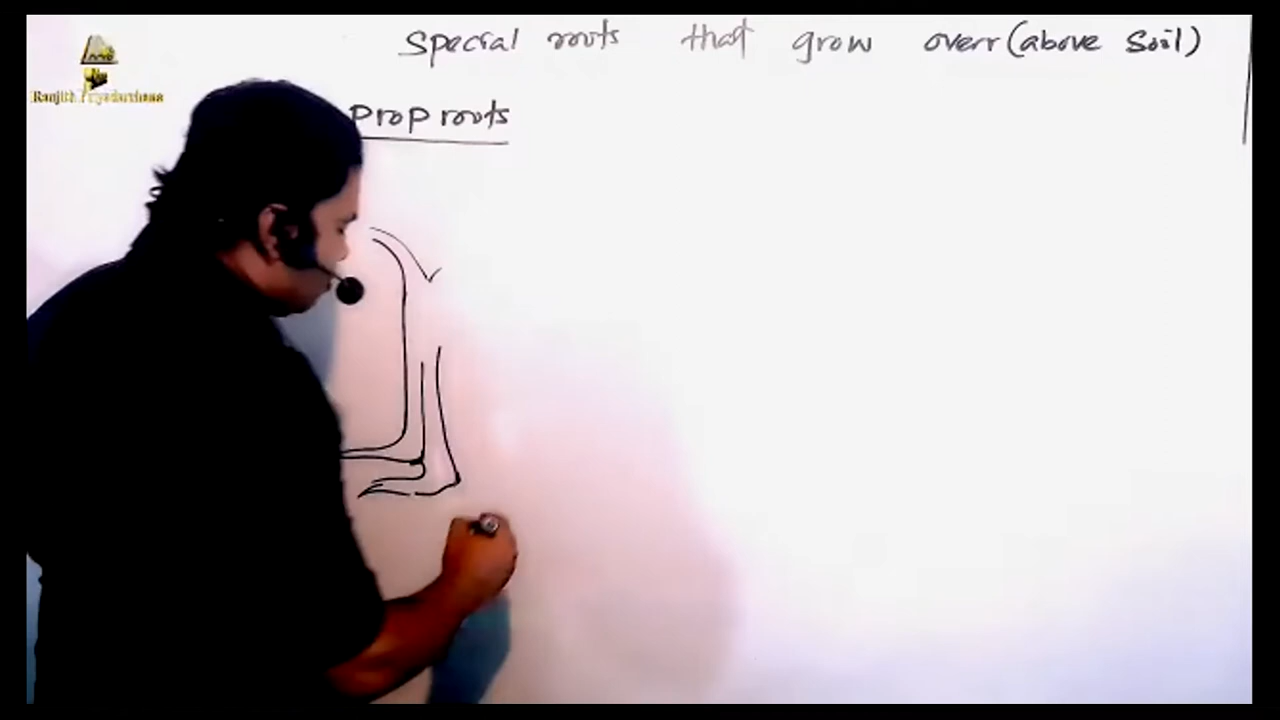 special roots that grow overr(above soil)
prop roots